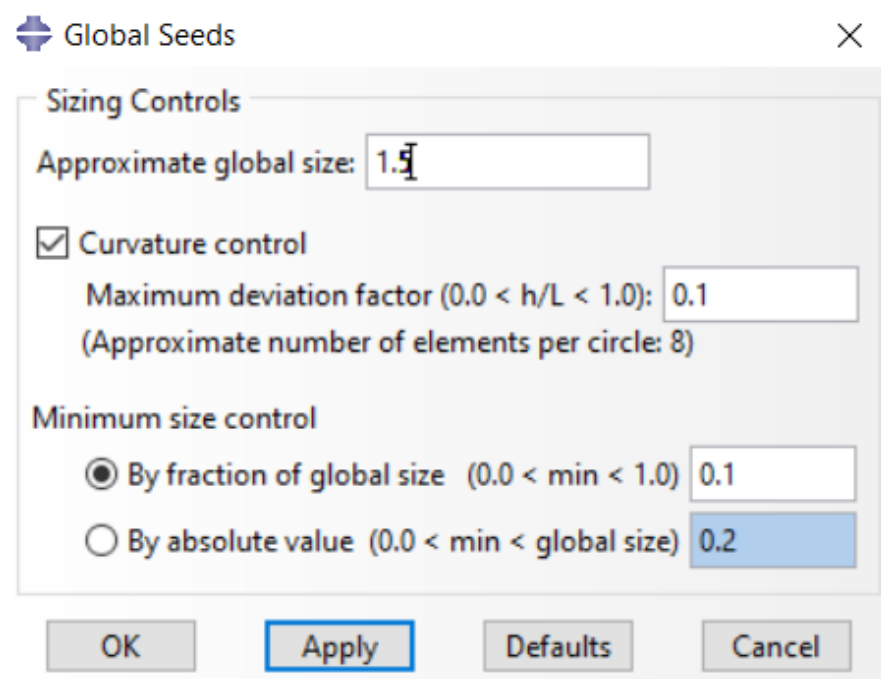 Global Seeds
Sizing Controls
Approximate global size: 1.5
Curvature control
Maximum deviation factor (0.0 < h/L < 1.0): 0.1
(Approximate number of elements per circle: 8)
Minimum size control
By fraction of global size (0.0 < min < 1.0) 0.1
By absolute value (0.0 < min < global size) 0.2
OK Apply Defaults Cancel